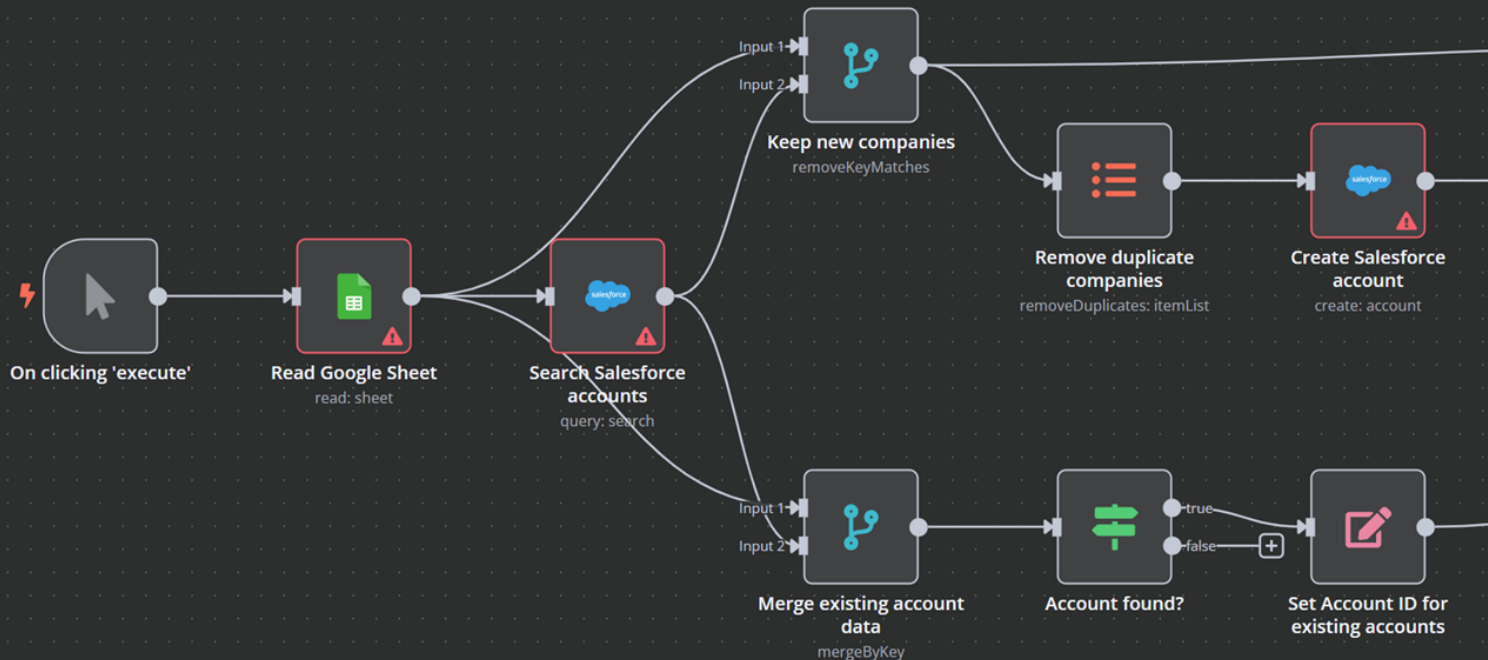 Input 1
Input 2
Keep new companies
removeKeyMatches
salesforce
Remove duplicate
companies
removeDuplicates: itemList
Create Salesforce
account
create: account
On clicking 'execute'
Read Google Sheet
read: sheet
salesforce
Search Salesforce
accounts
query: search
Input 1
Input 2
Merge existing account
data
mergeByKey
true
false
Account found?
Set Account ID for
existing accounts